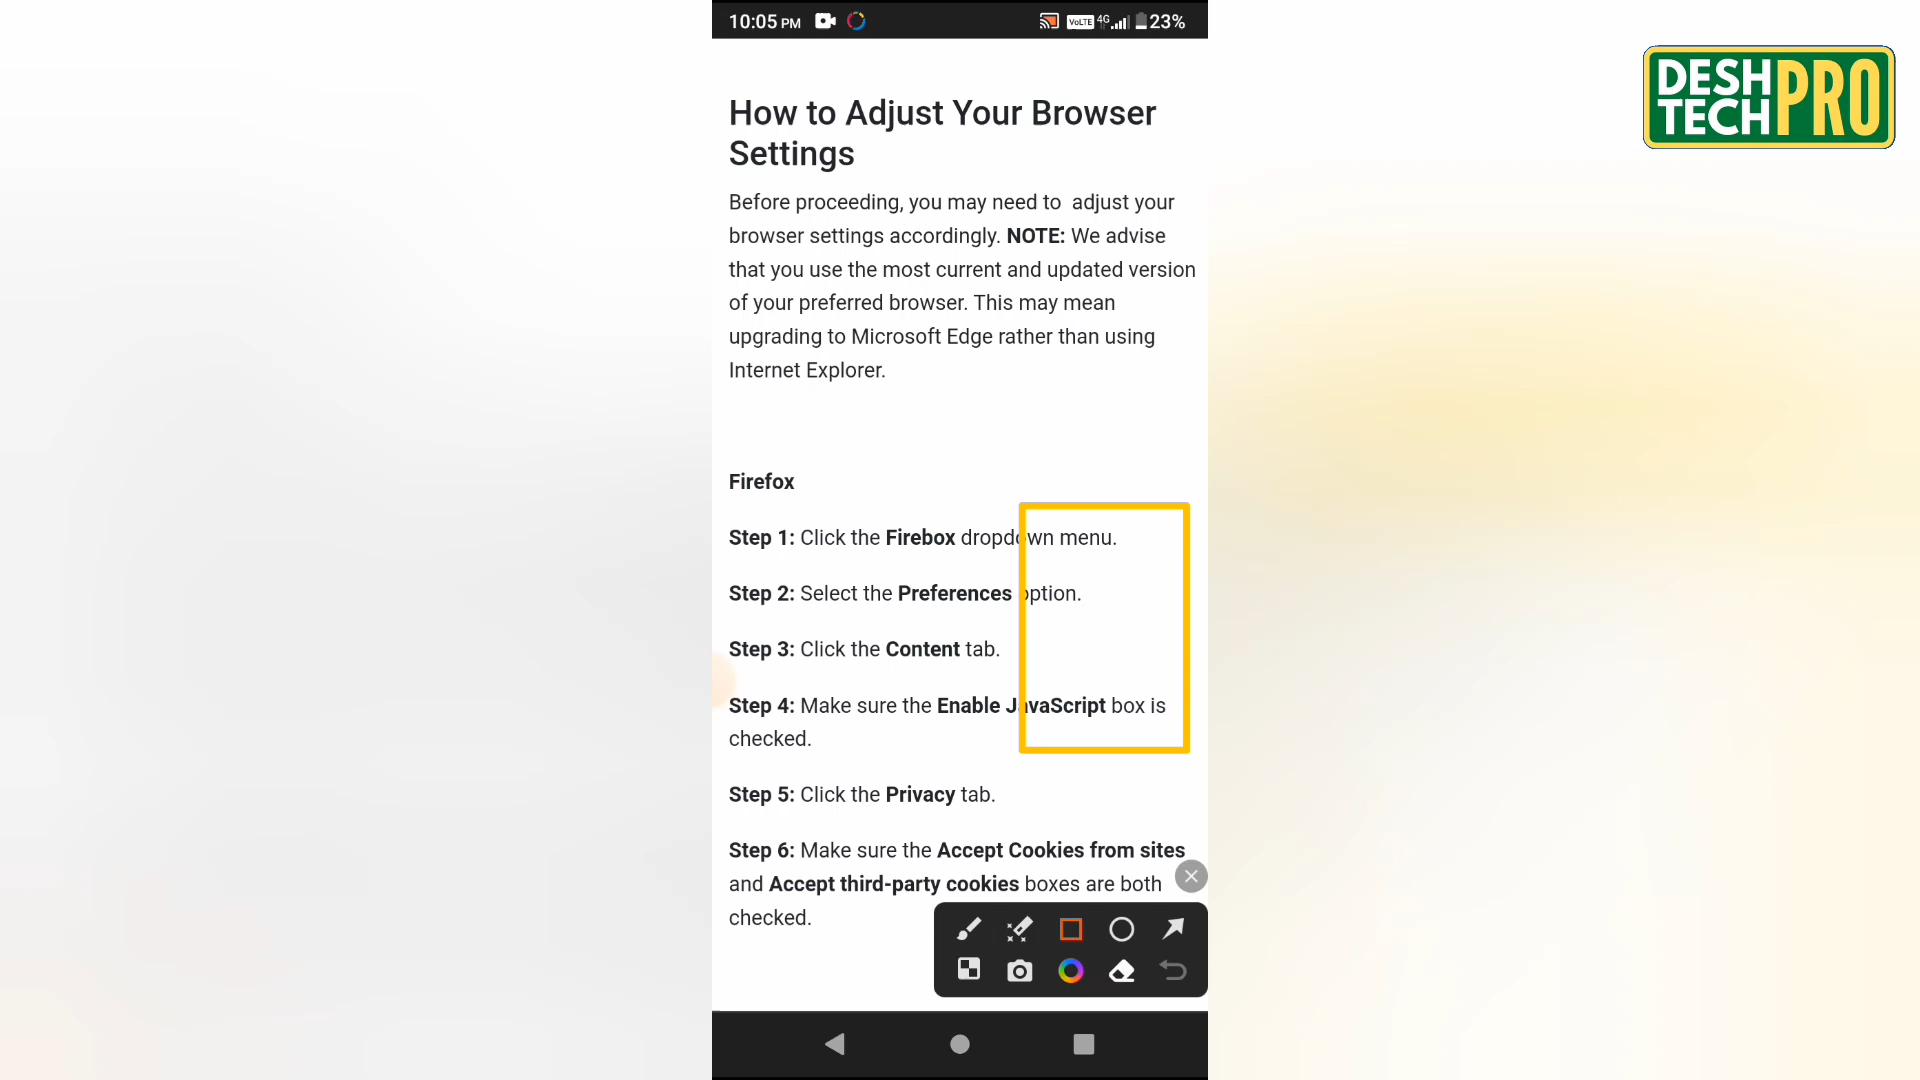 10:05 PM
VoLTE 4G 23%
DESH
TECH PRO
How to Adjust Your Browser
Settings
Before proceeding, you may need to  adjust your
browser settings accordingly. NOTE: We advise
that you use the most current and updated version
of your preferred browser. This may mean
upgrading to Microsoft Edge rather than using
Internet Explorer.
Firefox
Step 1: Click the Firebox dropdown menu.
Step 2: Select the Preferences option.
Step 3: Click the Content tab.
Step 4: Make sure the Enable JavaScript box is
checked.
Step 5: Click the Privacy tab.
Step 6: Make sure the Accept Cookies from sites
and Accept third-party cookies boxes are both
checked.